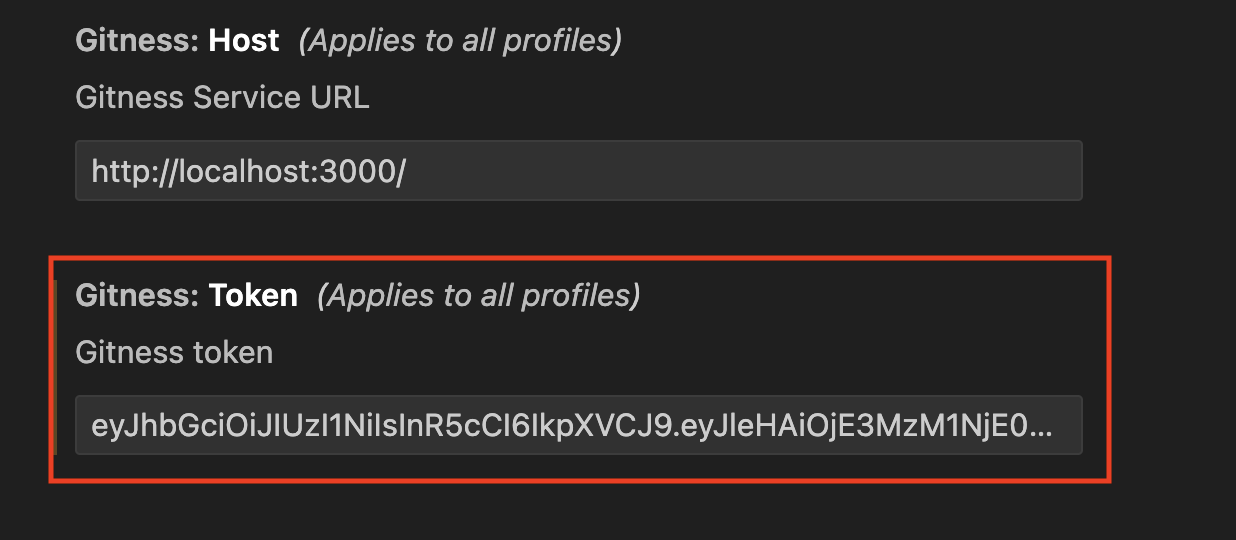 Gitness: Host (Applies to all profiles)
Gitness Service URL
http://localhost:3000/
Gitness: Token (Applies to all profiles)
Gitness token
eyJhbGciOiJIUzI1NiIsInR5cCI6IkpXVCJ9.eyJleHAiOjE3MzM1NjE0...